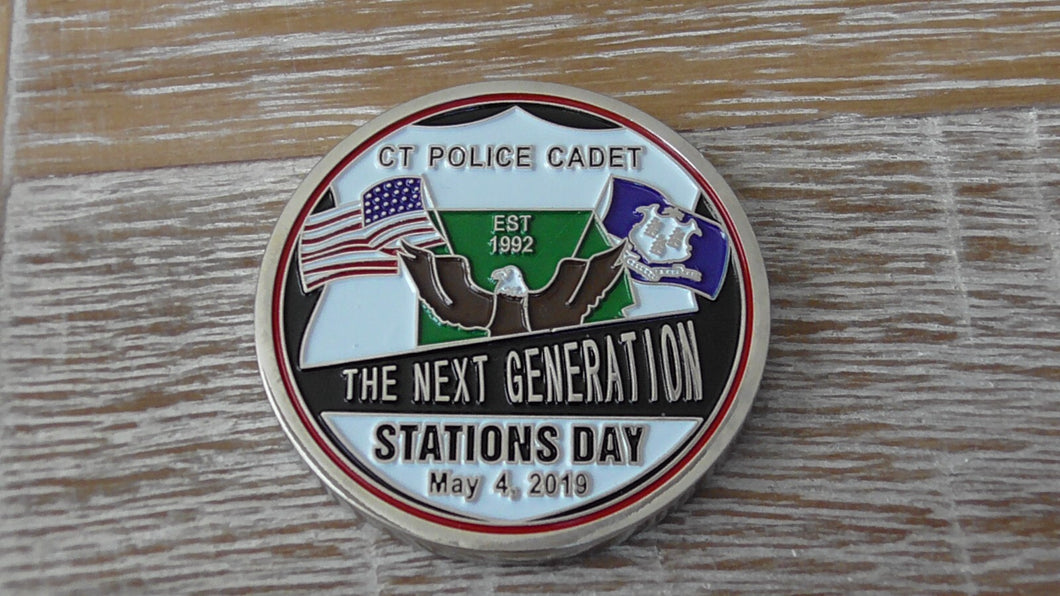 CT POLICE CADET
EST
1992
THE NEXT GENERATION
STATIONS DAY
May 4, 2019